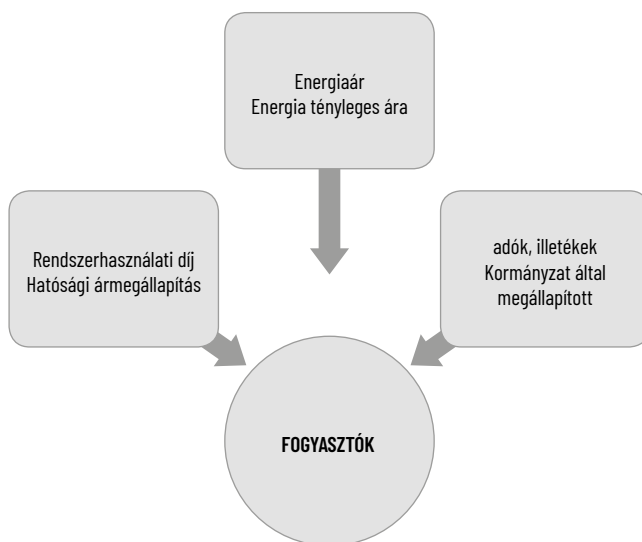 Energiaár
Energia tényleges ára
Rendszerhasználati díj
Hatósági ármegállapítás
adók, illetékek
Kormányzat által
megállapított
FOGYASZTÓK